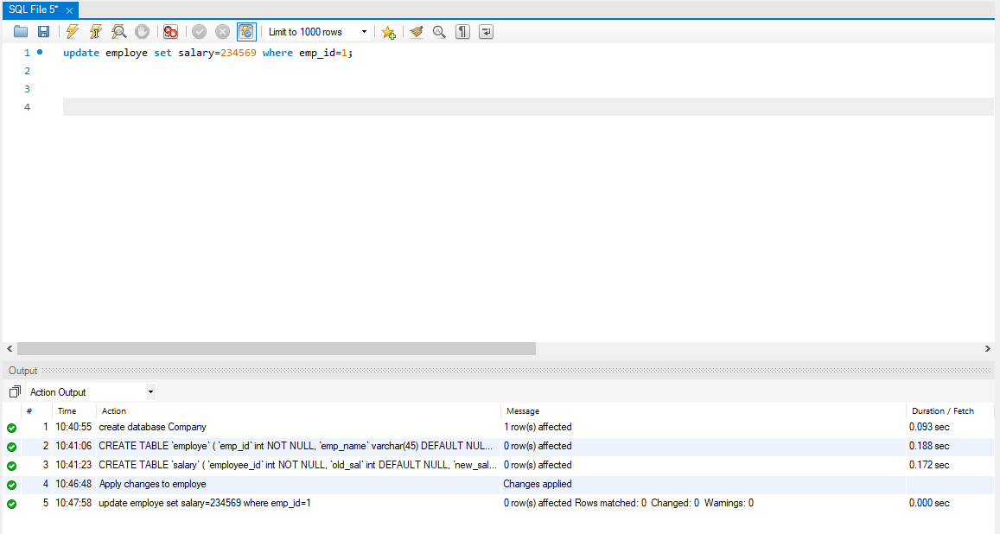 SQL File 5*
Limit to 1000 rows
1 update employe set salary=234569 where emp_id=1;
2
3
4
Output
Action Output
# Time Action Message Duration / Fetch
1 10:40:55 create database Company 1 row(s) affected 0.093 sec
2 10:41:06 CREATE TABLE `employe` ( `emp_id` int NOT NULL, `emp_name` varchar(45) DEFAULT NUL... 0 row(s) affected 0.188 sec
3 10:41:23 CREATE TABLE `salary` ( `employee_id` int NOT NULL, `old_sal` int DEFAULT NULL, `new_sal... 0 row(s) affected 0.172 sec
4 10:46:48 Apply changes to employe Changes applied
5 10:47:58 update employe set salary=234569 where emp_id=1 0 row(s) affected Rows matched: 0 Changed: 0 Warnings: 0 0.000 sec